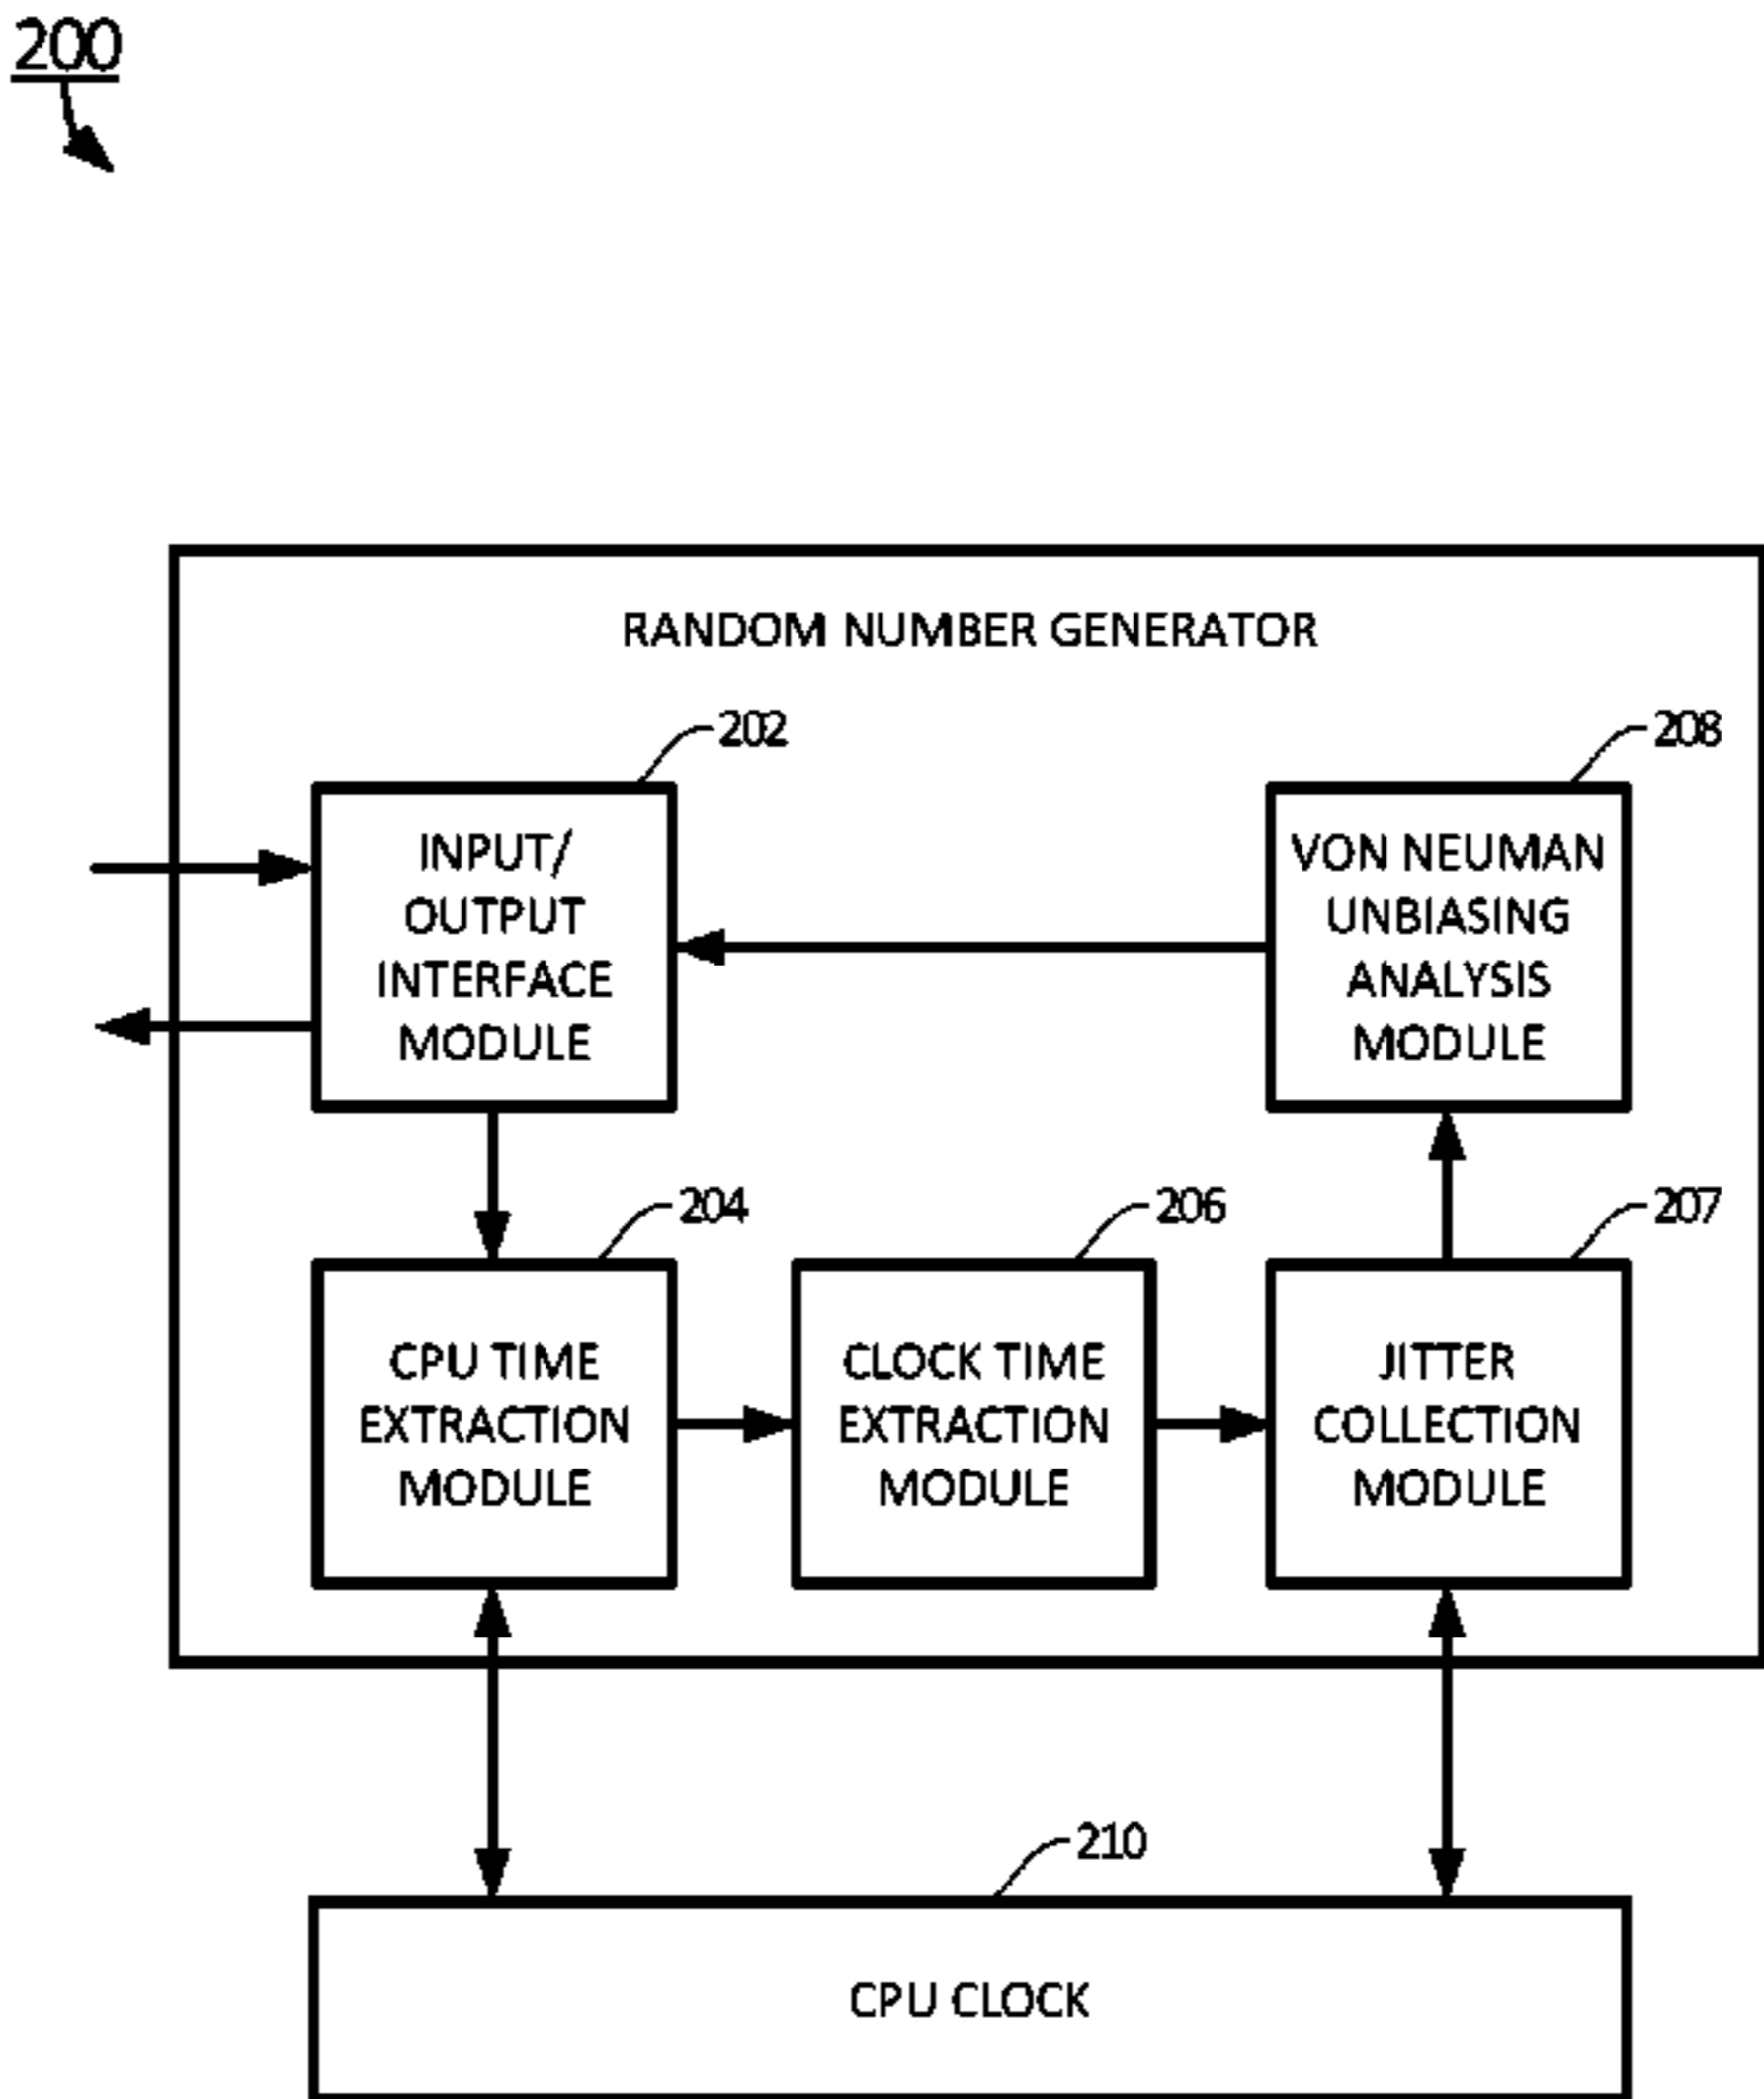 200
RANDOM NUMBER GENERATOR
202
208
INPUT/
OUTPUT
INTERFACE
MODULE
VON NEUMAN
UNBIASING
ANALYSIS
MODULE
204
206
207
CPU TIME
EXTRACTION
MODULE
CLOCK TIME
EXTRACTION
MODULE
JITTER
COLLECTION
MODULE
210
CPU CLOCK